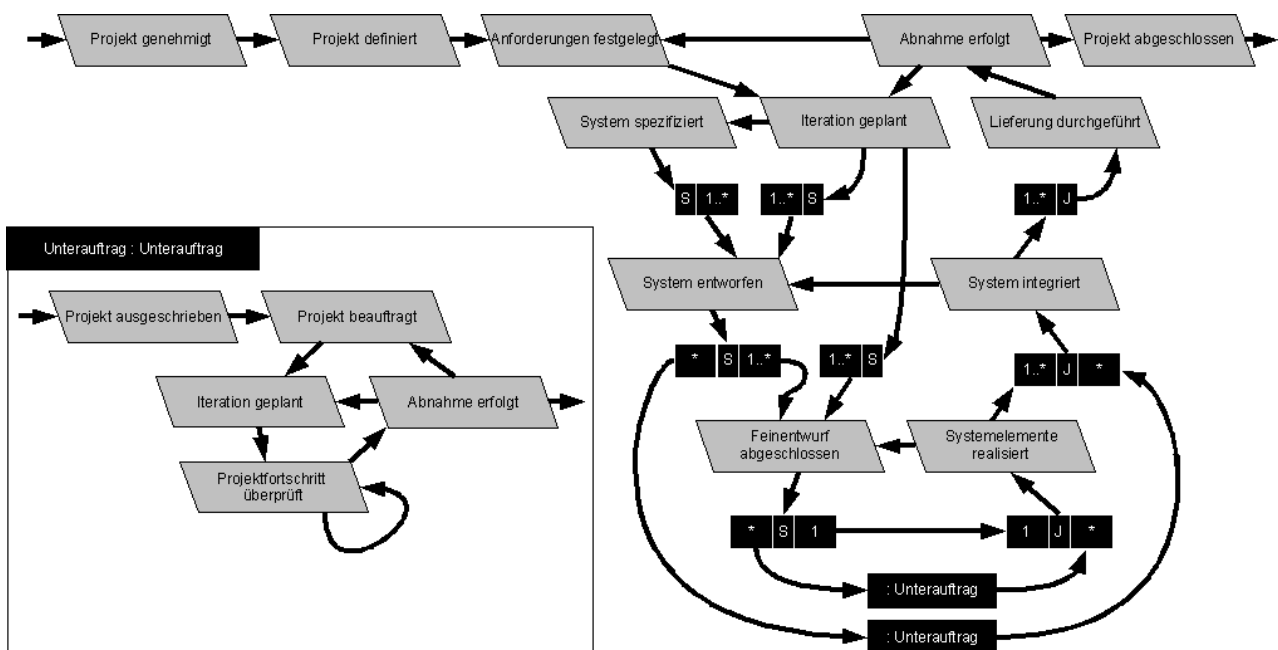 Projekt genehmigt
Projekt definiert
Anforderungen festgelegt
Abnahme erfolgt
Projekt abgeschlossen
System spezifiziert
Iteration geplant
Lieferung durchgeführt
S 1..*
1..* S
1..* J
Unterauftrag : Unterauftrag
System entworfen
System integriert
Projekt ausgeschrieben
Projekt beauftragt
* S 1..*
1..* S
1..* J *
Iteration geplant
Abnahme erfolgt
Feinentwurf
abgeschlossen
Systemelemente
realisiert
Projektfortschritt
überprüft
* S 1
1 J *
: Unterauftrag
: Unterauftrag